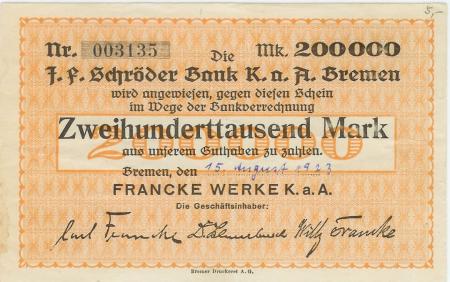 5,-
Nr. 003135 Die Mk. 200000
J. F. Schröder Bank K. a. A. Bremen
wird angewiesen, gegen diesen Schein
im Wege der Bankverrechnung
Zweihunderttausend Mark
200000
aus unserem Guthaben zu zahlen.
Bremen, den 15. August 1923
FRANCKE WERKE K. a. A.
Die Geschäftsinhaber:
Carl Francke Willy Francke
Bremer Druckerei A. G.